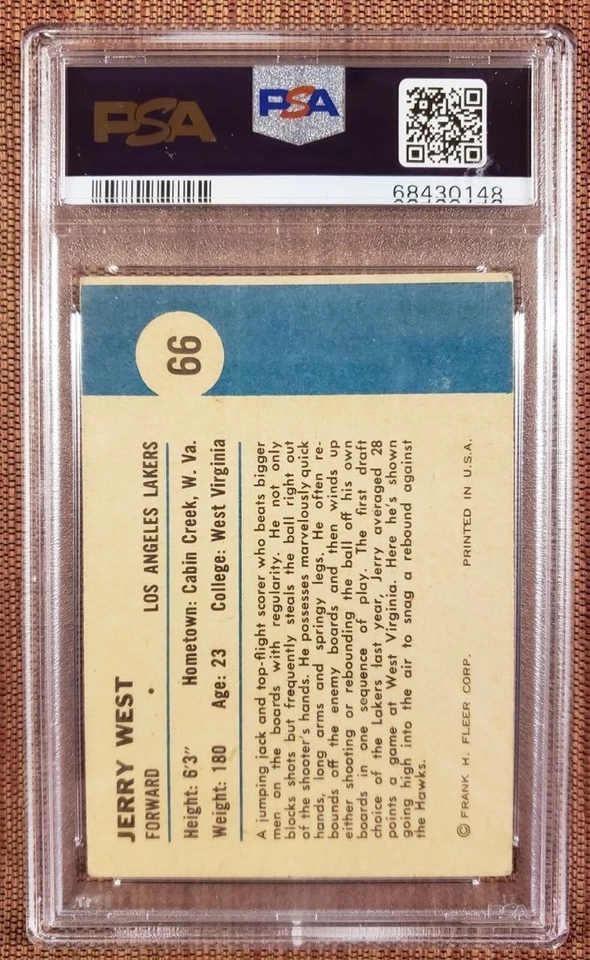 PSA
PSA
68430148
66
JERRY WEST
FORWARD LOS ANGELES LAKERS
Height: 6'3" Hometown: Cabin Creek, W. Va.
Weight: 180 Age: 23 College: West Virginia
A jumping jack and top-flight scorer who beats bigger
men on the boards with regularity. He not only
blocks shots but frequently steals the ball right out
of the shooter's hands. He possesses marvelously quick
hands, long arms and springy legs. He often re-
bounds off the enemy boards and then winds up
either shooting or rebounding the ball off his own
boards in one sequence of play. The first draft
choice of the Lakers last year, Jerry averaged 28
points a game at West Virginia. Here he's shown
going high into the air to snag a rebound against
the Hawks.
© FRANK H. FLEER CORP. PRINTED IN U.S.A.
PSA